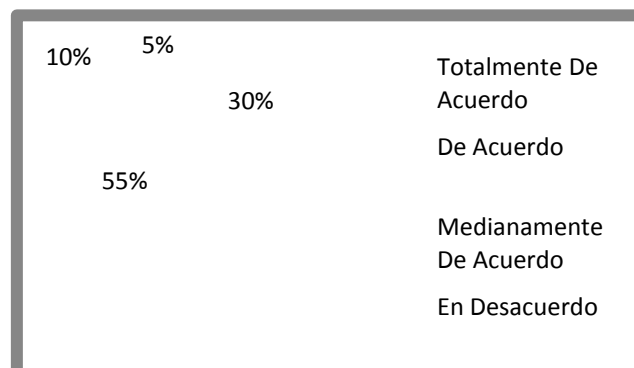 10%
5%
30%
55%
Totalmente De
Acuerdo
De Acuerdo
Medianamente
De Acuerdo
En Desacuerdo